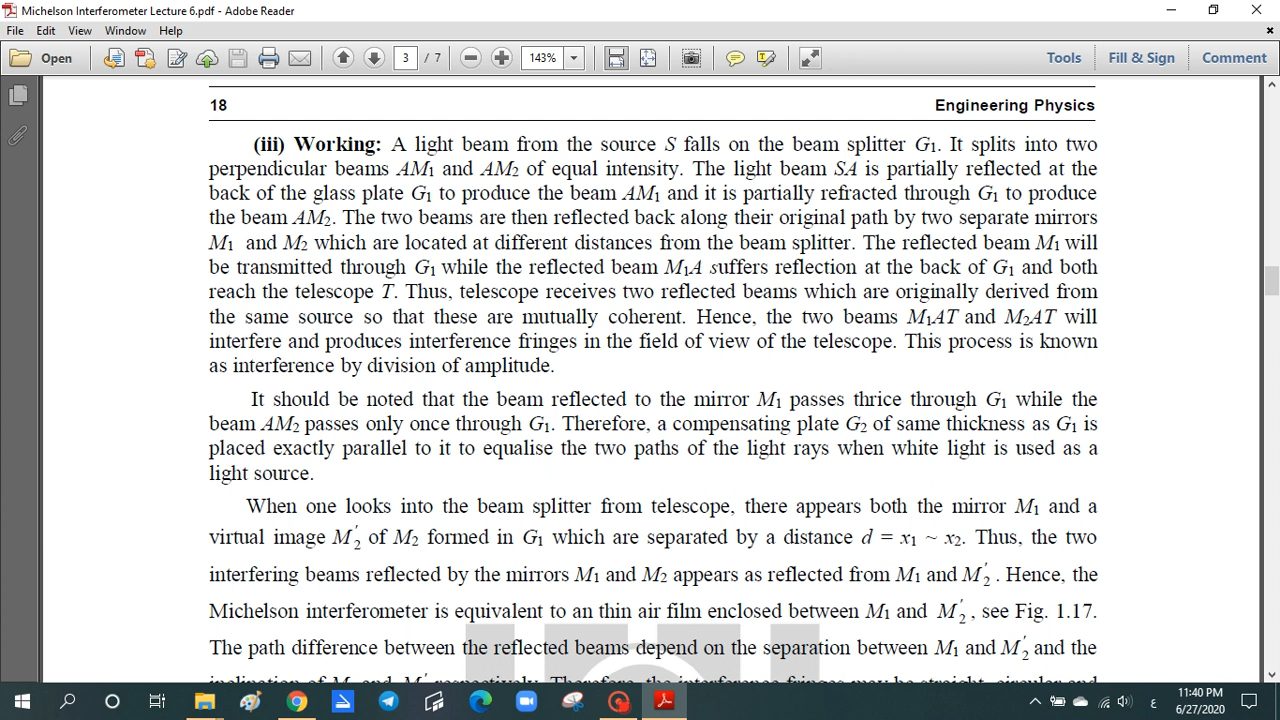 Michelson Interferometer Lecture 6.pdf - Adobe Reader
File Edit View Window Help
Open 3 / 7 143% Tools Fill & Sign Comment
18 Engineering Physics
(iii) Working: A light beam from the source S falls on the beam splitter G1. It splits into two
perpendicular beams AM1 and AM2 of equal intensity. The light beam SA is partially reflected at the
back of the glass plate G1 to produce the beam AM1 and it is partially refracted through G1 to produce
the beam AM2. The two beams are then reflected back along their original path by two separate mirrors
M1 and M2 which are located at different distances from the beam splitter. The reflected beam M1 will
be transmitted through G1 while the reflected beam M1A suffers reflection at the back of G1 and both
reach the telescope T. Thus, telescope receives two reflected beams which are originally derived from
the same source so that these are mutually coherent. Hence, the two beams M1AT and M2AT will
interfere and produces interference fringes in the field of view of the telescope. This process is known
as interference by division of amplitude.
It should be noted that the beam reflected to the mirror M1 passes thrice through G1 while the
beam AM2 passes only once through G1. Therefore, a compensating plate G2 of same thickness as G1 is
placed exactly parallel to it to equalise the two paths of the light rays when white light is used as a
light source.
When one looks into the beam splitter from telescope, there appears both the mirror M1 and a
virtual image M2′ of M2 formed in G1 which are separated by a distance d = x1 ~ x2. Thus, the two
interfering beams reflected by the mirrors M1 and M2 appears as reflected from M1 and M2′. Hence, the
Michelson interferometer is equivalent to an thin air film enclosed between M1 and M2′, see Fig. 1.17.
The path difference between the reflected beams depend on the separation between M1 and M2′ and the
11:40 PM
ع
6/27/2020